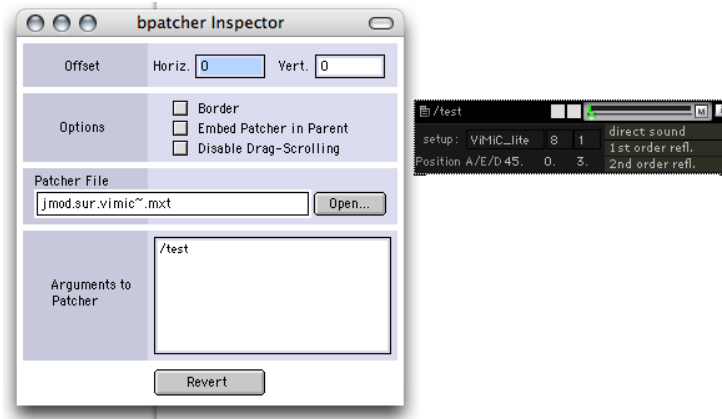 bpatcher Inspector
Offset
Horiz. 0
Vert. 0
Options
Border
Embed Patcher in Parent
Disable Drag-Scrolling
Patcher File
jmod.sur.vimic~.mxt
Open...
Arguments to
Patcher
/test
Revert
/test
M
setup: ViMiC_lite 8 1
direct sound
1st order refl.
Position A/E/D 45. 0. 3.
2nd order refl.